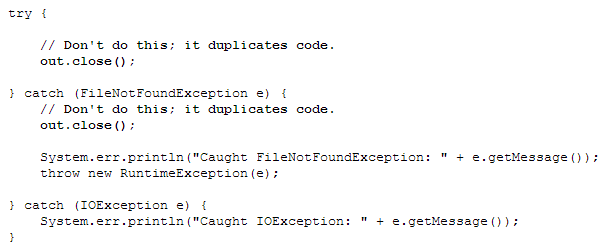 try {
// Don't do this; it duplicates code.
out.close();
} catch (FileNotFoundException e) {
// Don't do this; it duplicates code.
out.close();
System.err.println("Caught FileNotFoundException: " + e.getMessage());
throw new RuntimeException(e);
} catch (IOException e) {
System.err.println("Caught IOException: " + e.getMessage());
}